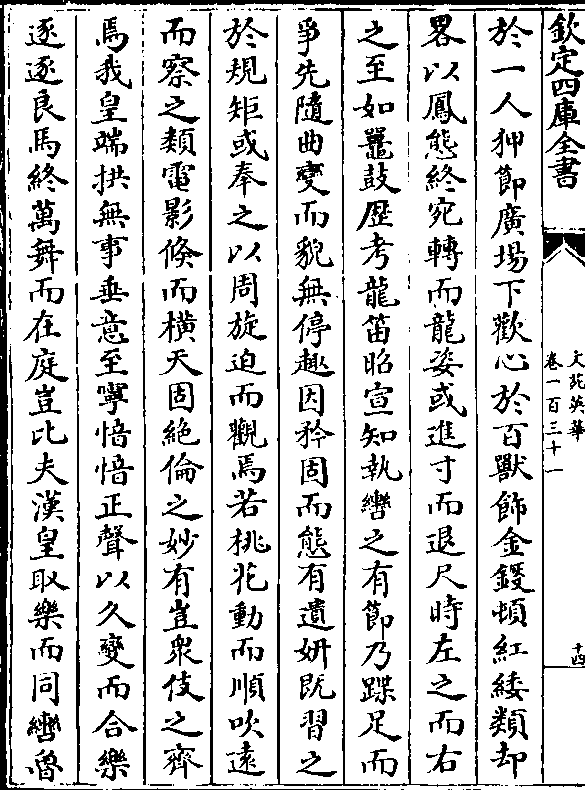 欽定四庫全書
文苑英華
卷一百三十一
十四
於一人狎節廣場下歡心於百獸飾金鍐頓紅緌類却
畧以鳳態終宛轉而龍姿或進寸而退尺時左之而右
之至如鼉鼓歴考龍笛昭宣知執轡之有節乃蹀足而
爭先隨曲變而貌無停趣因矜固而態有遺妍既習之
於規矩或奉之以周旋迫而觀焉若桃花動而順吹遠
而察之類電影倏而橫天固絶倫之妙有豈衆伎之齊
焉我皇端拱無事垂意至寧愔愔正聲以久變而合樂
逐逐良馬終萬舞而在庭豈比夫漢皇取樂而同轡魯